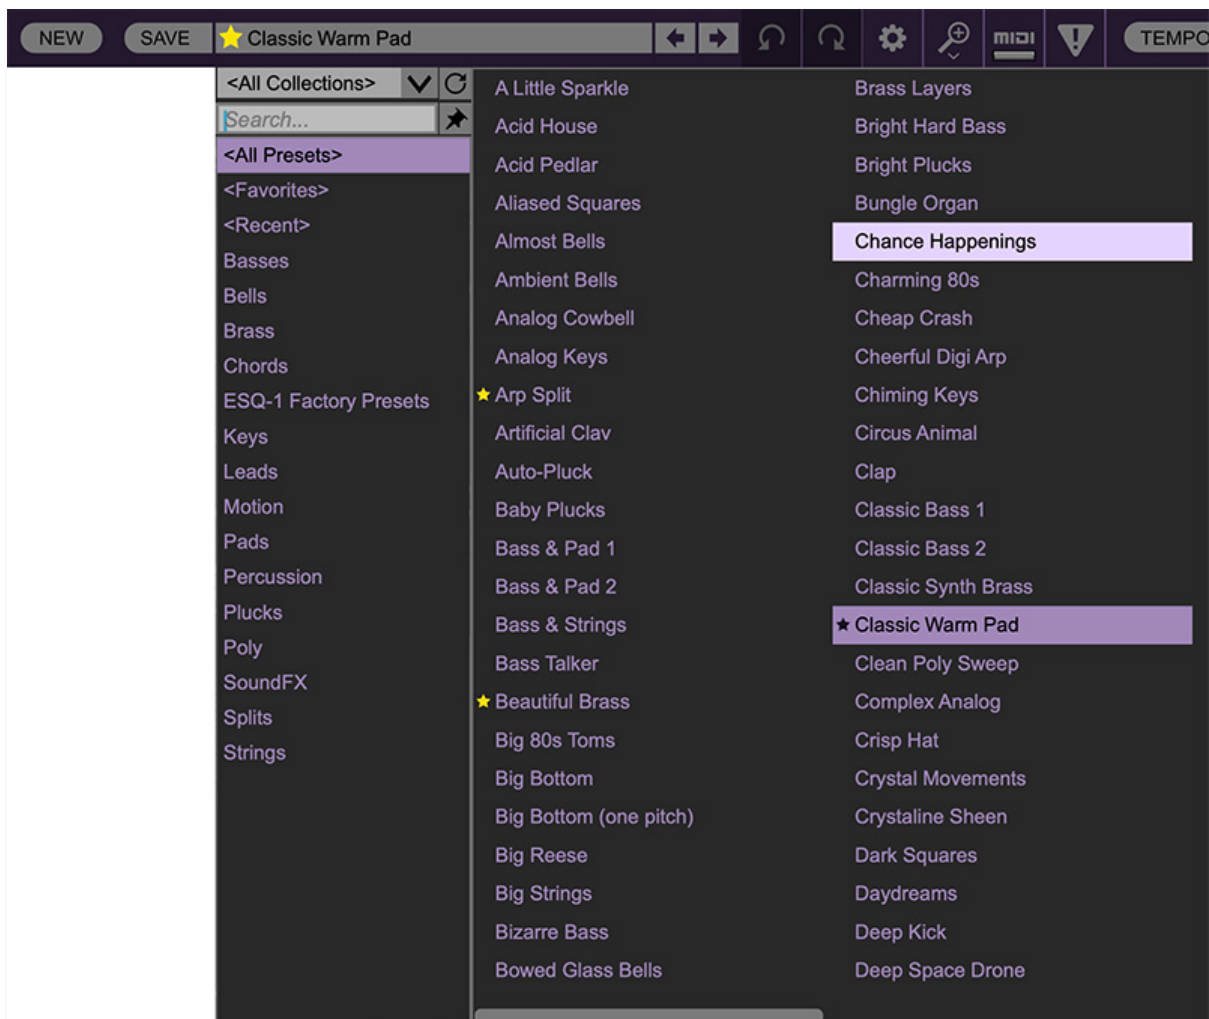 NEW SAVE Classic Warm Pad MIDI TEMPO
<All Collections>
Search...
<All Presets>
<Favorites>
<Recent>
Basses
Bells
Brass
Chords
ESQ-1 Factory Presets
Keys
Leads
Motion
Pads
Percussion
Plucks
Poly
SoundFX
Splits
Strings
A Little Sparkle
Acid House
Acid Pedlar
Aliased Squares
Almost Bells
Ambient Bells
Analog Cowbell
Analog Keys
Arp Split
Artificial Clav
Auto-Pluck
Baby Plucks
Bass & Pad 1
Bass & Pad 2
Bass & Strings
Bass Talker
Beautiful Brass
Big 80s Toms
Big Bottom
Big Bottom (one pitch)
Big Reese
Big Strings
Bizarre Bass
Bowed Glass Bells
Brass Layers
Bright Hard Bass
Bright Plucks
Bungle Organ
Chance Happenings
Charming 80s
Cheap Crash
Cheerful Digi Arp
Chiming Keys
Circus Animal
Clap
Classic Bass 1
Classic Bass 2
Classic Synth Brass
Classic Warm Pad
Clean Poly Sweep
Complex Analog
Crisp Hat
Crystal Movements
Crystaline Sheen
Dark Squares
Daydreams
Deep Kick
Deep Space Drone